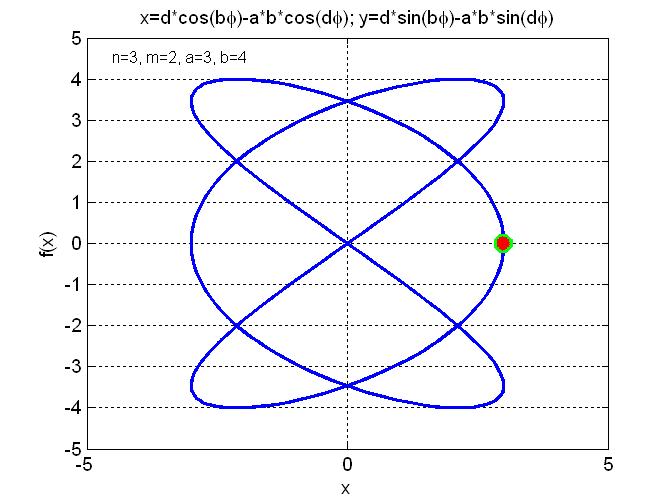 x=d*cos(bϕ)-a*b*cos(dϕ); y=d*sin(bϕ)-a*b*sin(dϕ)
n=3, m=2, a=3, b=4
5
4
3
2
1
0
-1
-2
-3
-4
-5
f(x)
-5 0 5
x